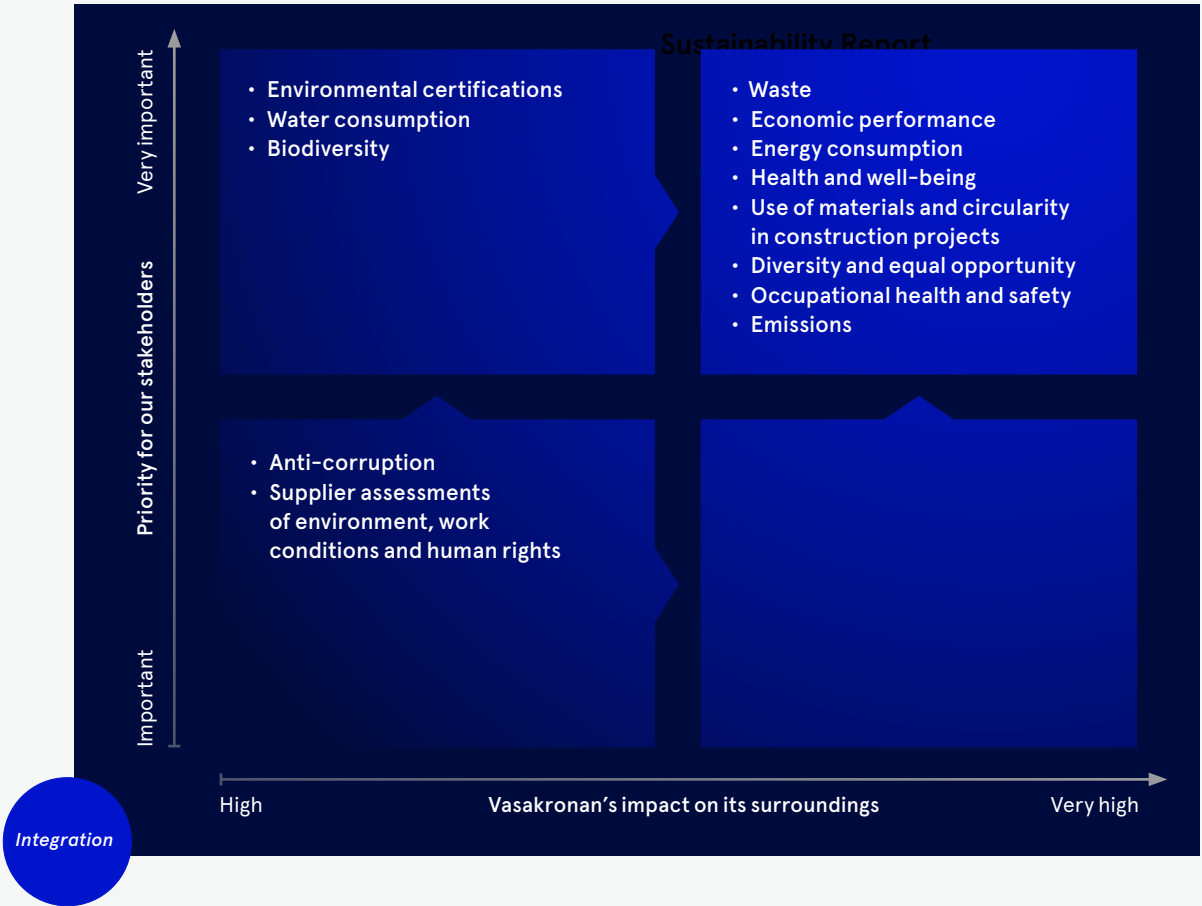 Sustainability Report
Very important
Priority for our stakeholders
Important
• Environmental certifications
• Water consumption
• Biodiversity
• Waste
• Economic performance
• Energy consumption
• Health and well-being
• Use of materials and circularity
in construction projects
• Diversity and equal opportunity
• Occupational health and safety
• Emissions
• Anti-corruption
• Supplier assessments
of environment, work
conditions and human rights
High
Vasakronan’s impact on its surroundings
Very high
Integration